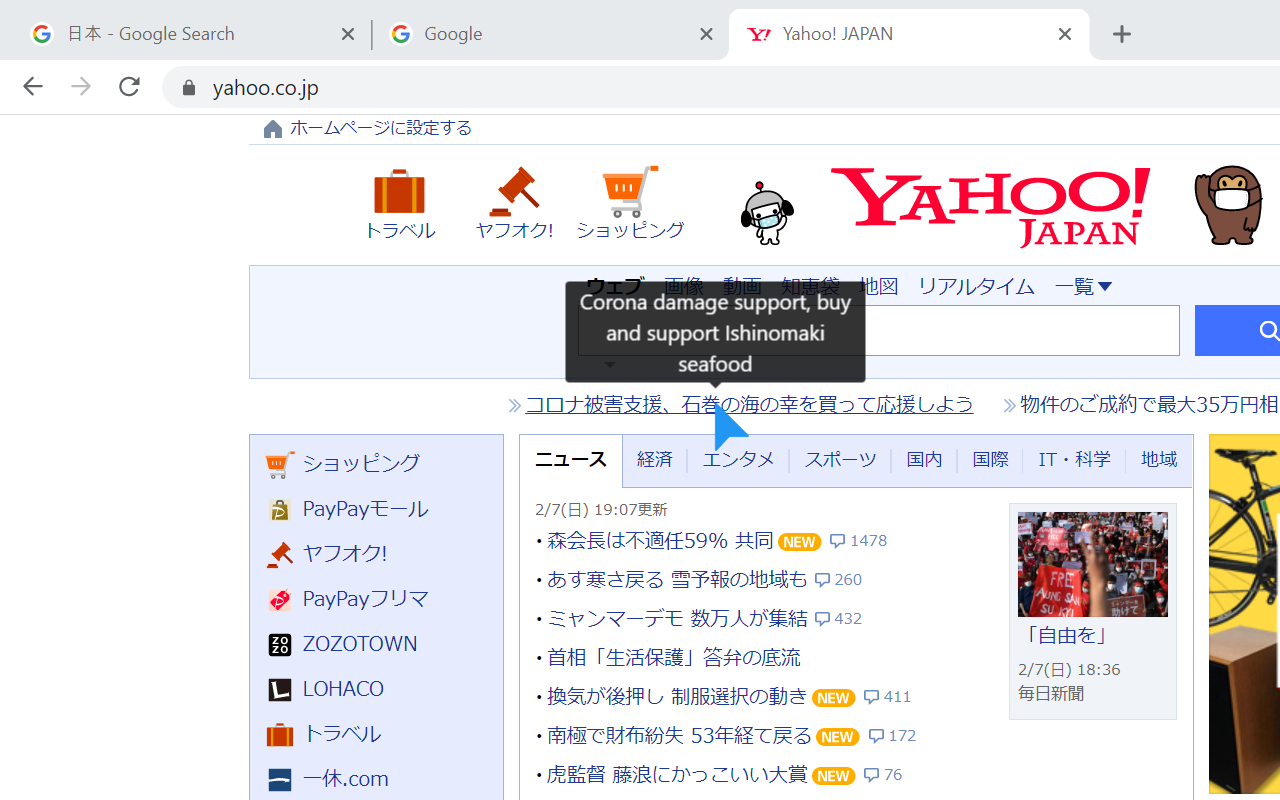 日本 - Google Search
Google
Yahoo! JAPAN
yahoo.co.jp
ホームページに設定する
トラベル
ヤフオク!
ショッピング
YAHOO!
JAPAN
ウェブ 画像 動画 知恵袋 地図 リアルタイム 一覧
Corona damage support, buy
and support Ishinomaki
seafood
コロナ被害支援、石巻の海の幸を買って応援しよう
物件のご成約で最大35万円相
ショッピング
PayPayモール
ヤフオク!
PayPayフリマ
ZOZOTOWN
LOHACO
トラベル
一休.com
ニュース 経済 エンタメ スポーツ 国内 国際 IT・科学 地域
2/7(日) 19:07更新
・森会長は不適任59% 共同 NEW 1478
・あす寒さ戻る 雪予報の地域も 260
・ミャンマーデモ 数万人が集結 432
・首相「生活保護」答弁の底流
・換気が後押し 制服選択の動き NEW 411
・南極で財布紛失 53年経て戻る NEW 172
・虎監督 藤浪にかっこいい大賞 NEW 76
FREE
AUNG SAN
SU KYI
「自由を」
2/7(日) 18:36
毎日新聞